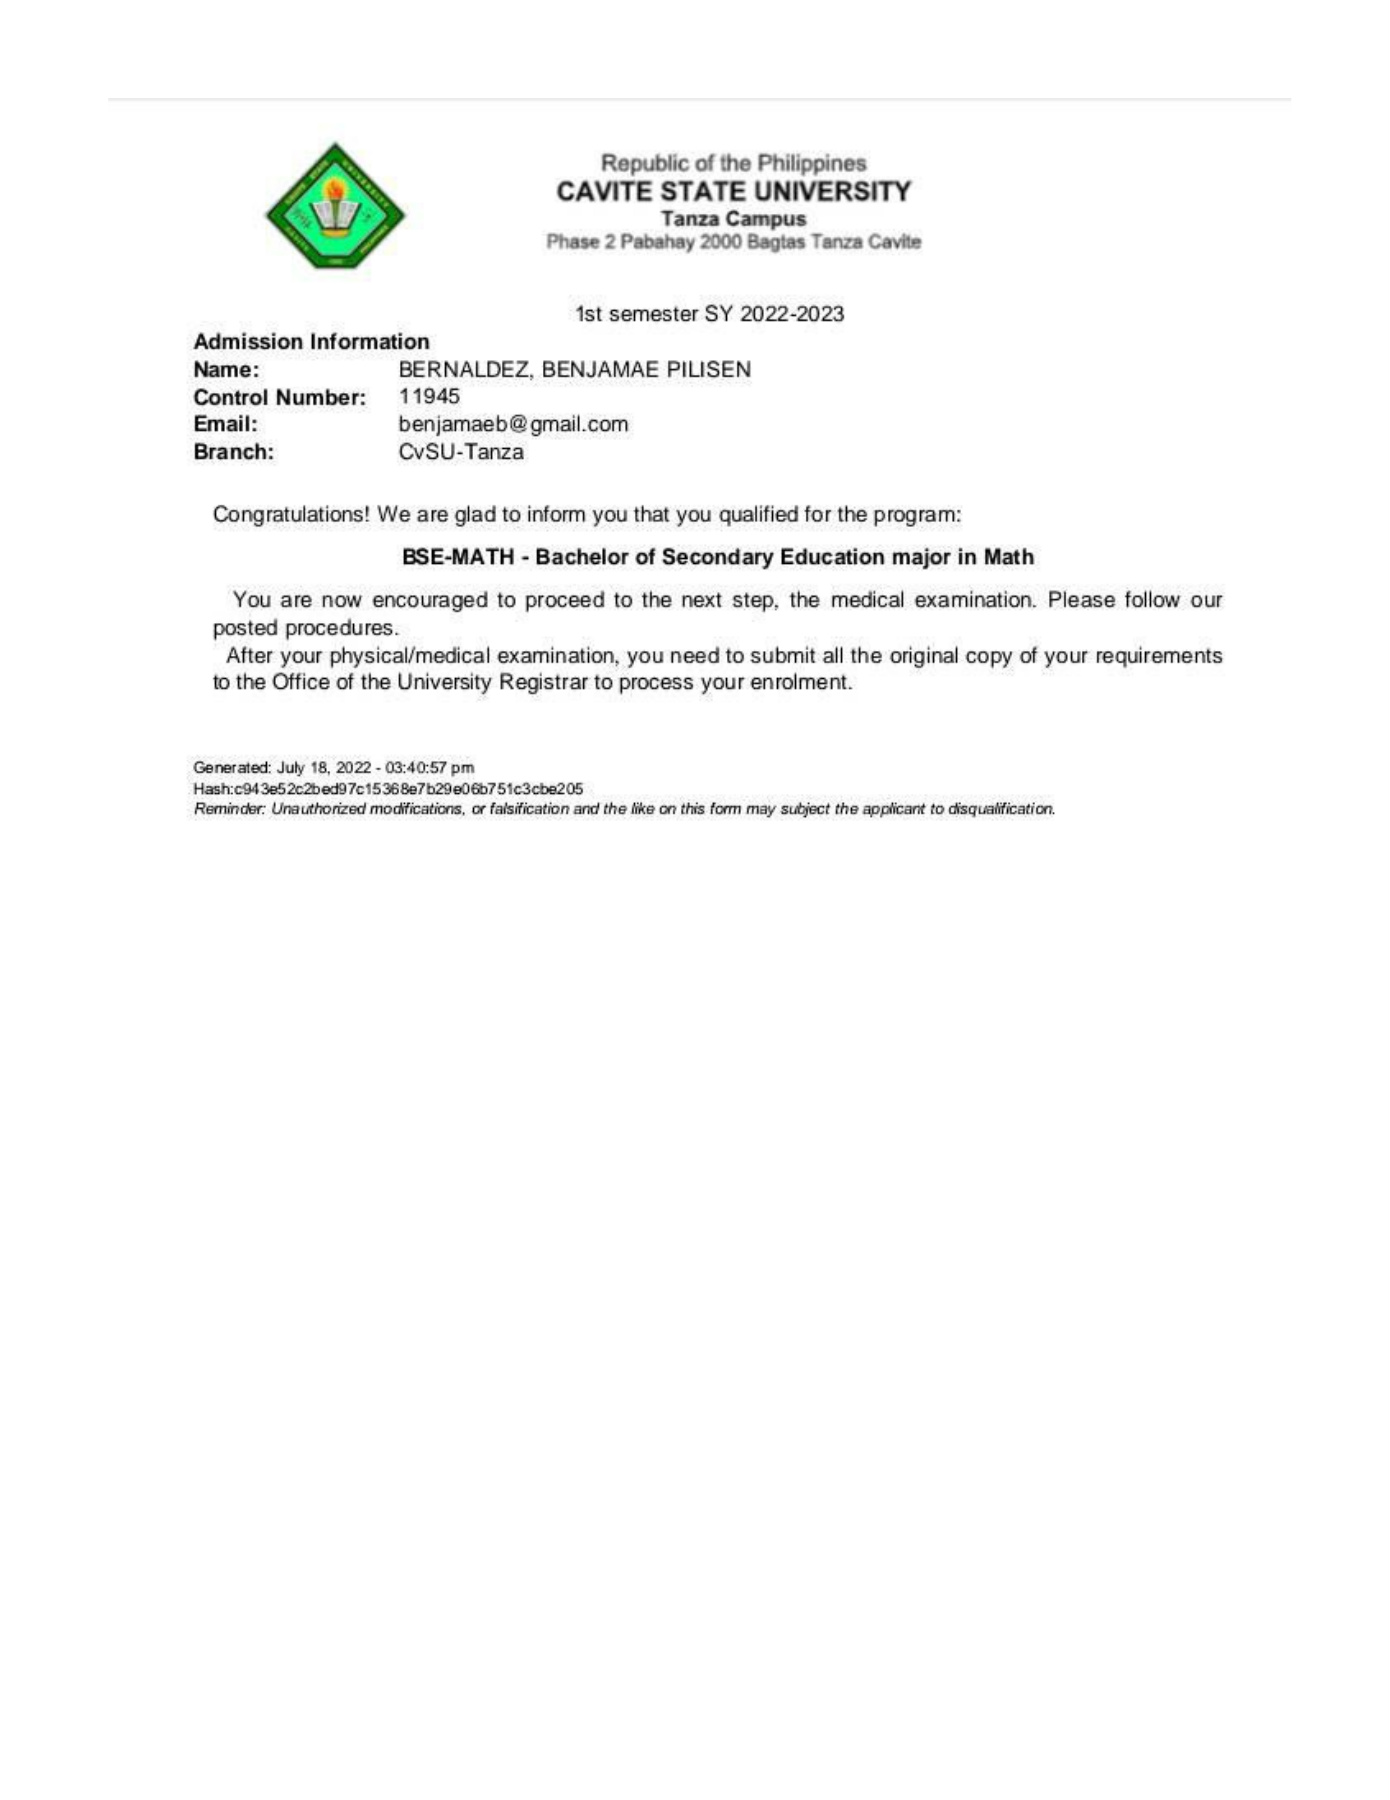 Republic of the Philippines
CAVITE STATE UNIVERSITY
Tanza Campus
Phase 2 Pabahay 2000 Bagtas Tanza Cavite
1st semester SY 2022-2023
Admission Information
Name: BERNALDEZ, BENJAMAE PILISEN
Control Number: 11945
Email: benjamaeb@gmail.com
Branch: CvSU-Tanza
Congratulations! We are glad to inform you that you qualified for the program:
BSE-MATH - Bachelor of Secondary Education major in Math
You are now encouraged to proceed to the next step, the medical examination. Please follow our
posted procedures.
After your physical/medical examination, you need to submit all the original copy of your requirements
to the Office of the University Registrar to process your enrolment.
Generated: July 18, 2022 - 03:40:57 pm
Hash:c943e52c2bed97c15368e7b29e06b751c3cbe205
Reminder: Unauthorized modifications, or falsification and the like on this form may subject the applicant to disqualification.